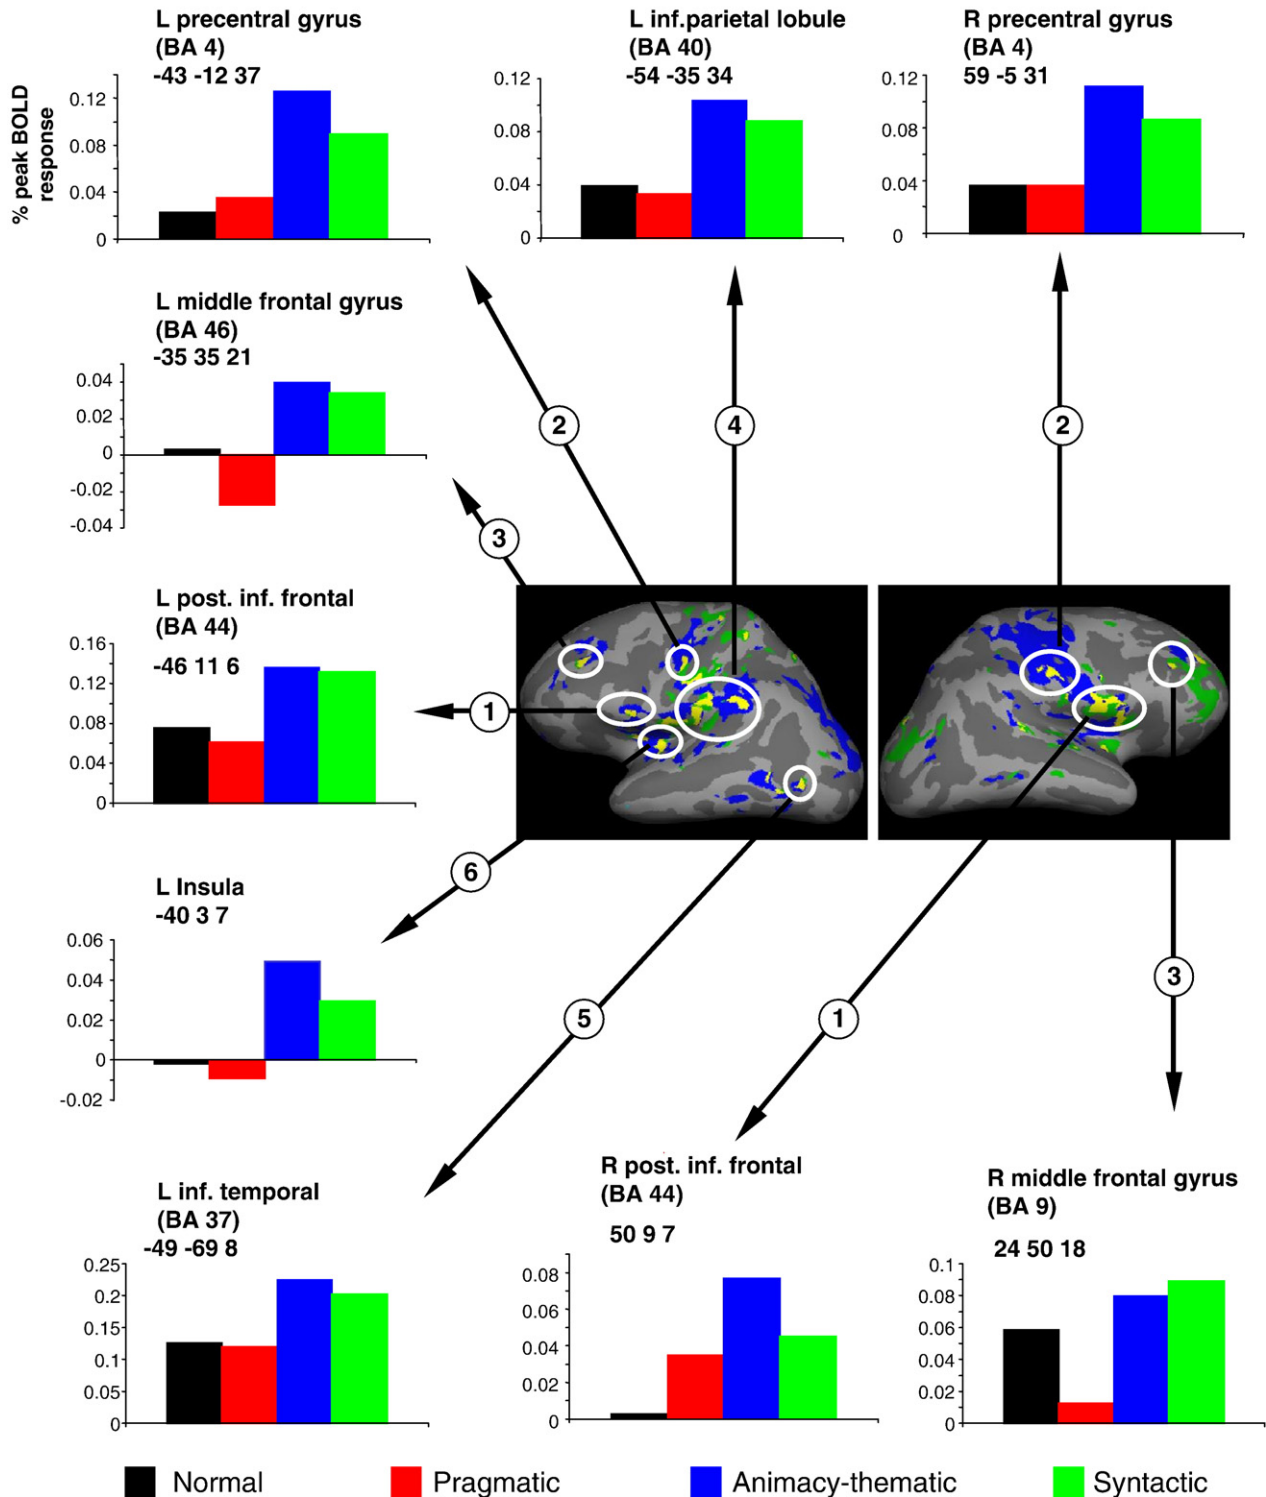 L precentral gyrus
(BA 4)
-43 -12 37
% peak BOLD
response
0.12
0.08
0.04
0
L inf.parietal lobule
(BA 40)
-54 -35 34
0.12
0.08
0.04
0
R precentral gyrus
(BA 4)
59 -5 31
0.12
0.08
0.04
0
L middle frontal gyrus
(BA 46)
-35 35 21
0.04
0.02
0
-0.02
-0.04
2
4
2
3
L post. inf. frontal
(BA 44)
-46 11 6
0.16
0.12
0.08
0.04
0
1
L Insula
-40 3 7
0.06
0.04
0.02
0
-0.02
6
5
1
3
L inf. temporal
(BA 37)
-49 -69 8
0.25
0.2
0.15
0.1
0.05
0
R post. inf. frontal
(BA 44)
50 9 7
0.08
0.06
0.04
0.02
0
R middle frontal gyrus
(BA 9)
24 50 18
0.1
0.08
0.06
0.04
0.02
0
Normal
Pragmatic
Animacy-thematic
Syntactic